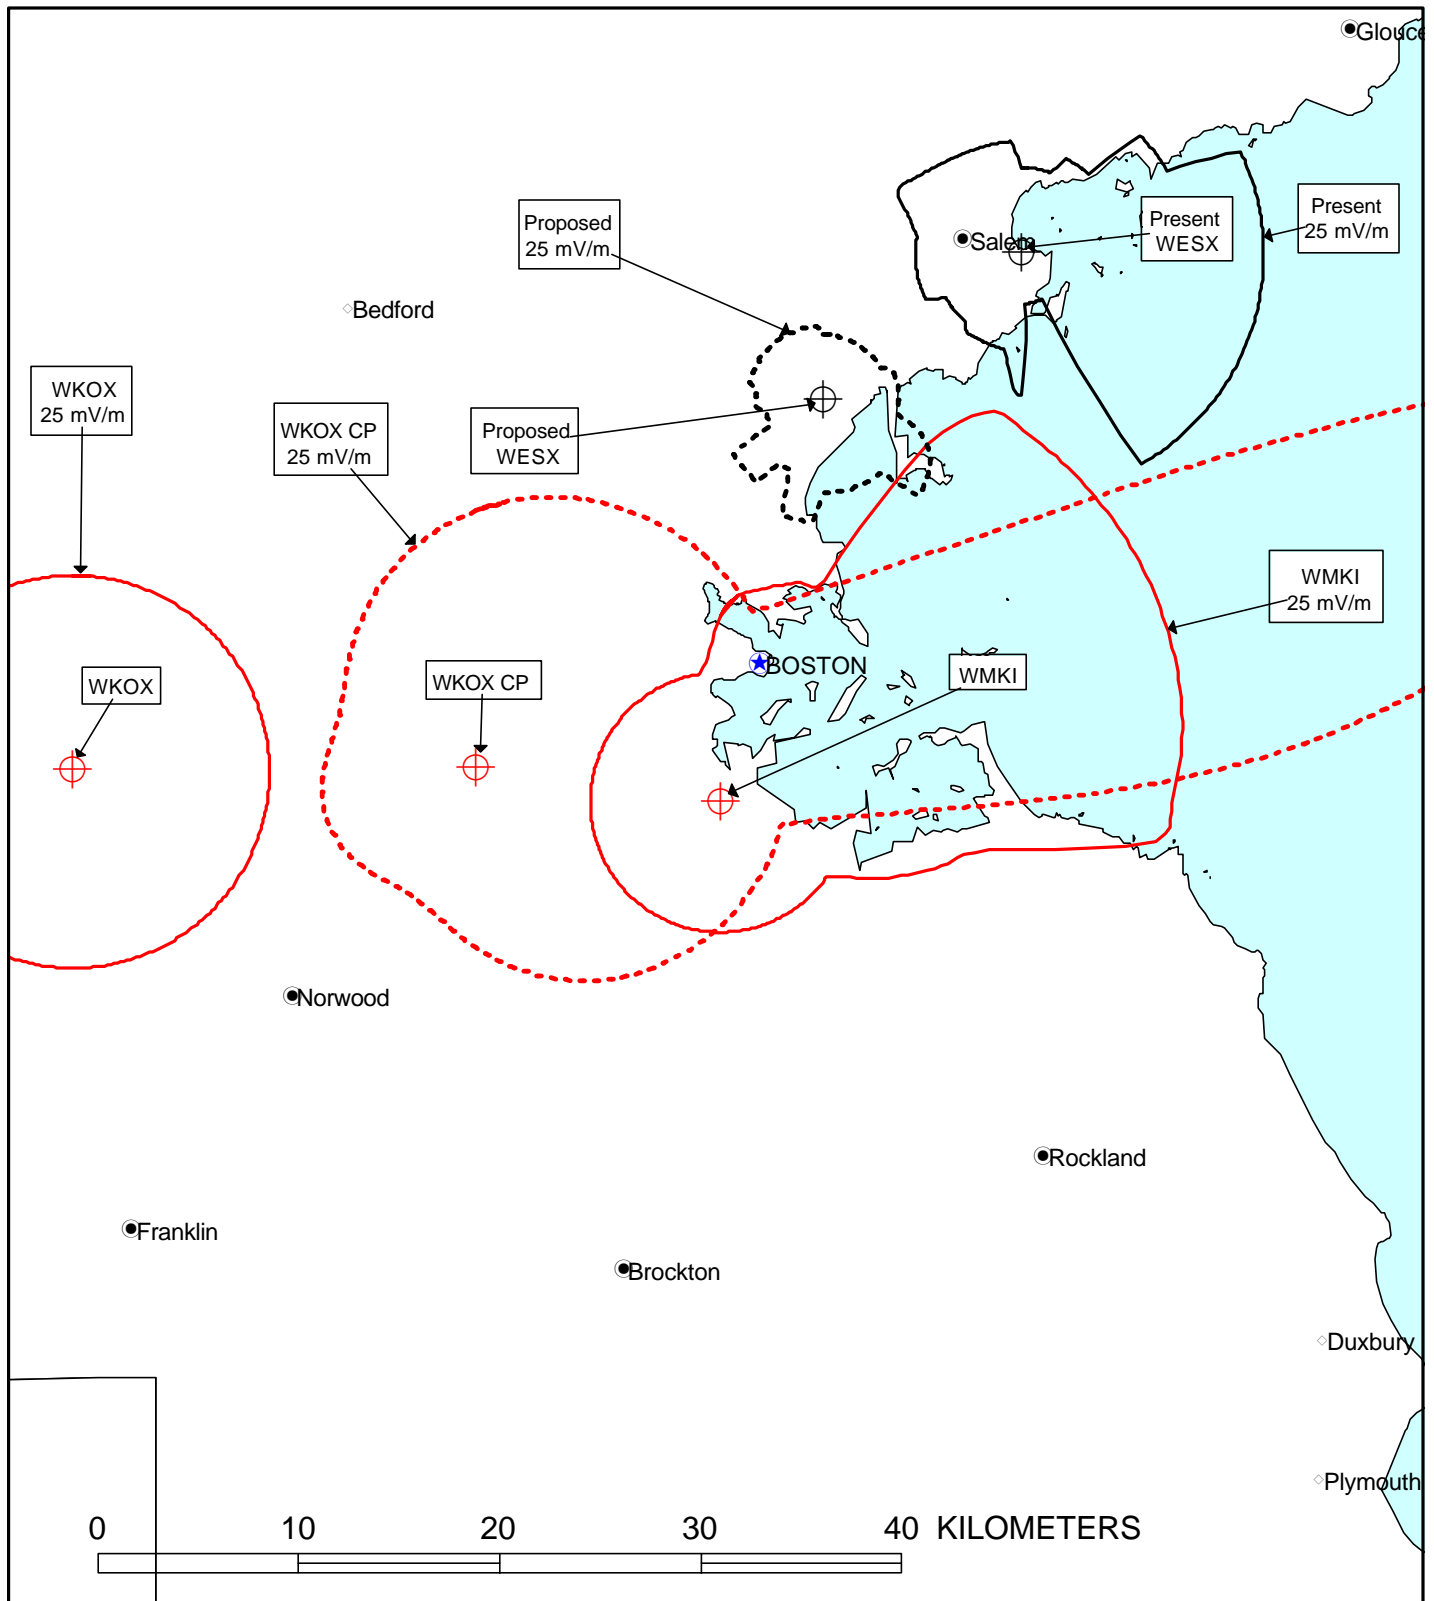 Glouce
Proposed
25 mV/m
Present
WESX
Present
25 mV/m
Salem
Bedford
WKOX
25 mV/m
WKOX CP
25 mV/m
Proposed
WESX
WMKI
25 mV/m
BOSTON
WKOX
WKOX CP
WMKI
Norwood
Rockland
Franklin
Brockton
Duxbury
Plymouth
0 10 20 30 40 KILOMETERS